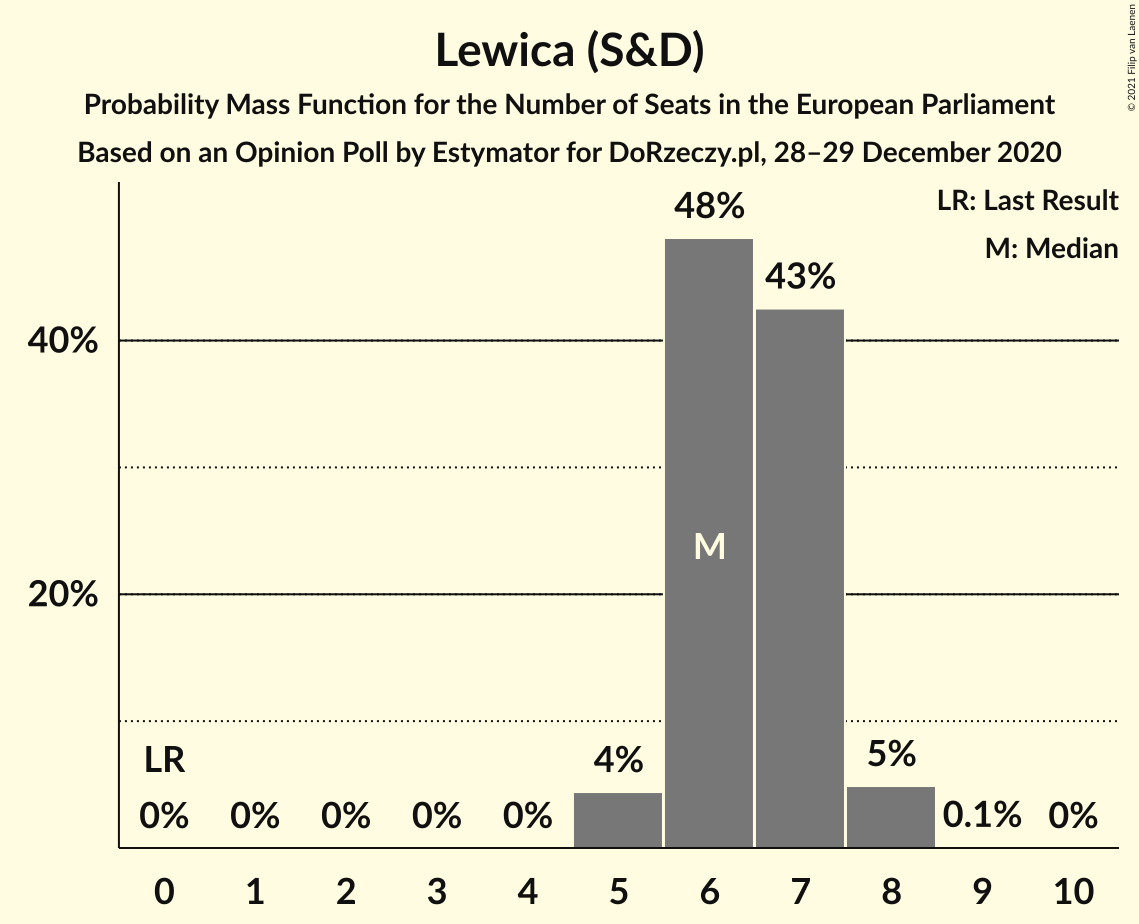 Lewica (S&D)
Probability Mass Function for the Number of Seats in the European Parliament
Based on an Opinion Poll by Estymator for DoRzeczy.pl, 28–29 December 2020
© 2021 Filip van Laenen
LR: Last Result
M: Median
48%
43%
40%
M
20%
LR
4%
5%
0% 0% 0% 0% 0% 0.1% 0%
0 1 2 3 4 5 6 7 8 9 10